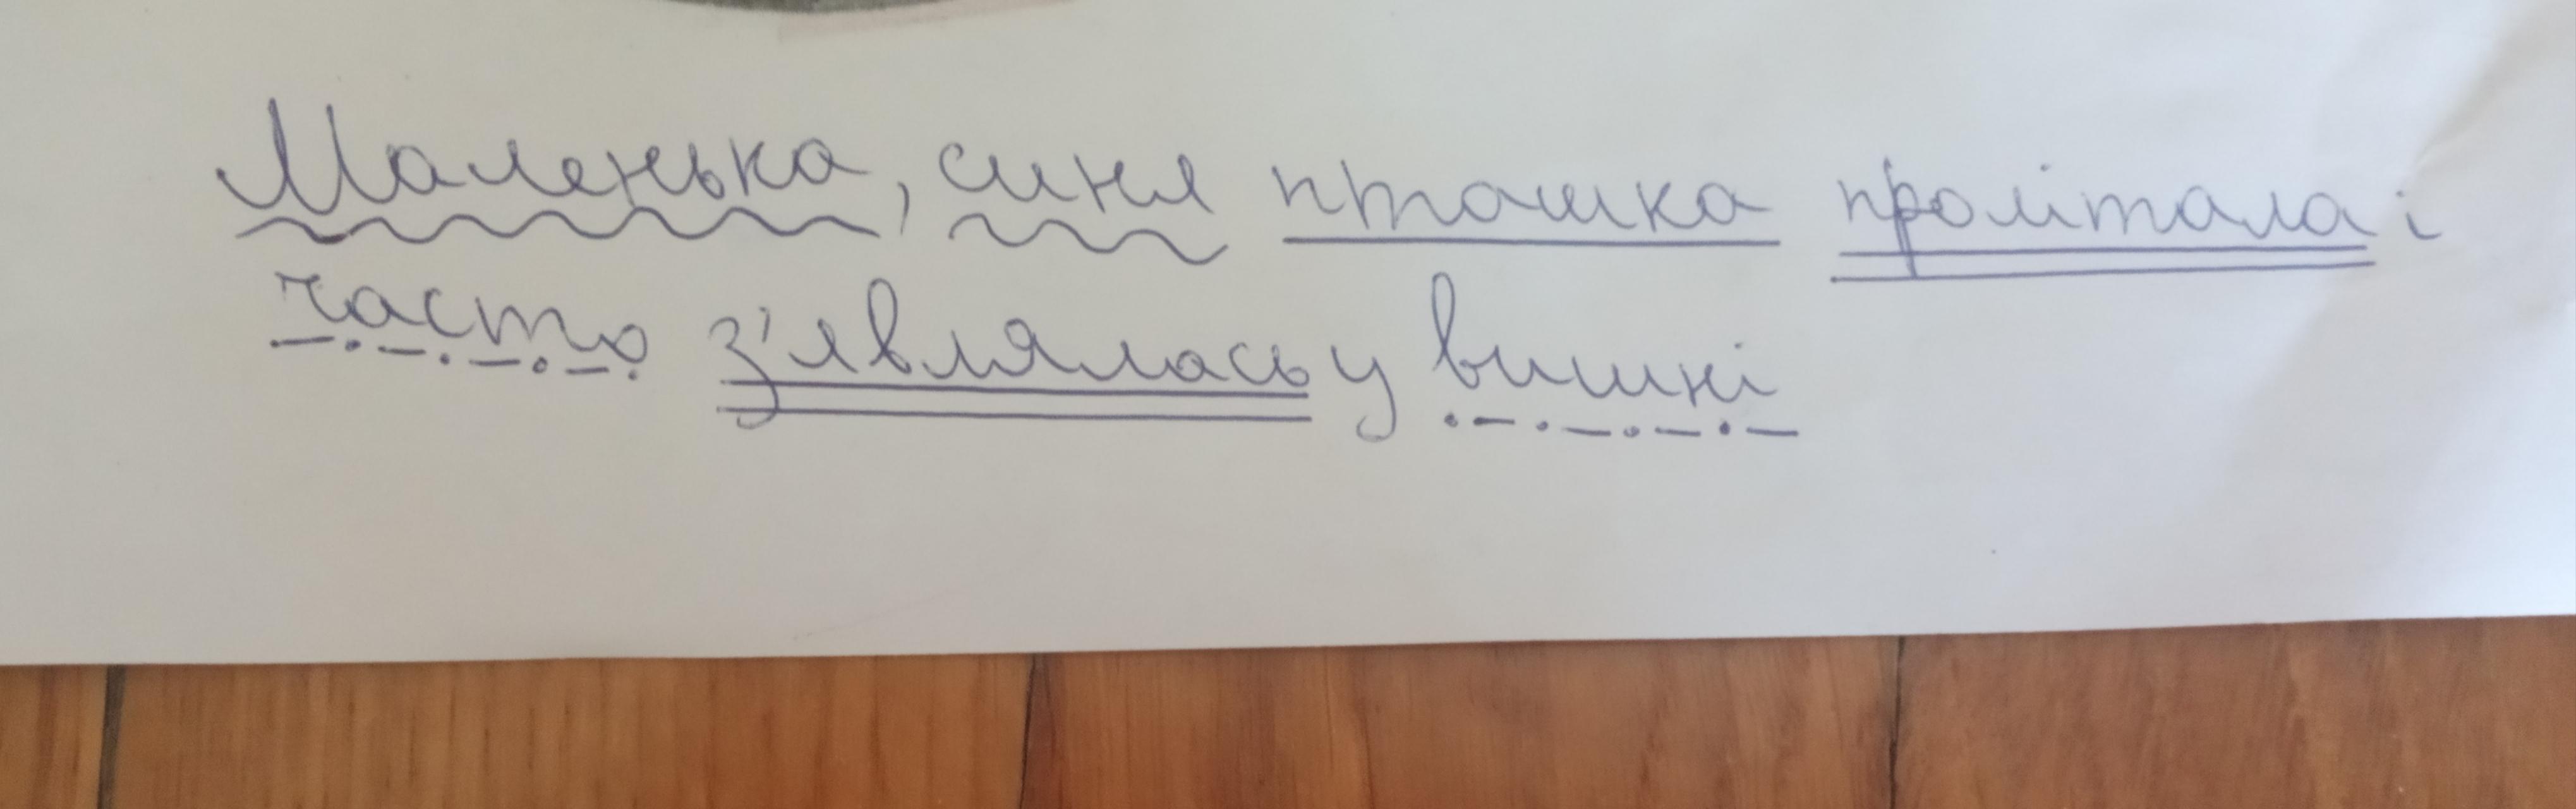 Маленька, синя пташка пролітала і
часто з'являлась у вишні